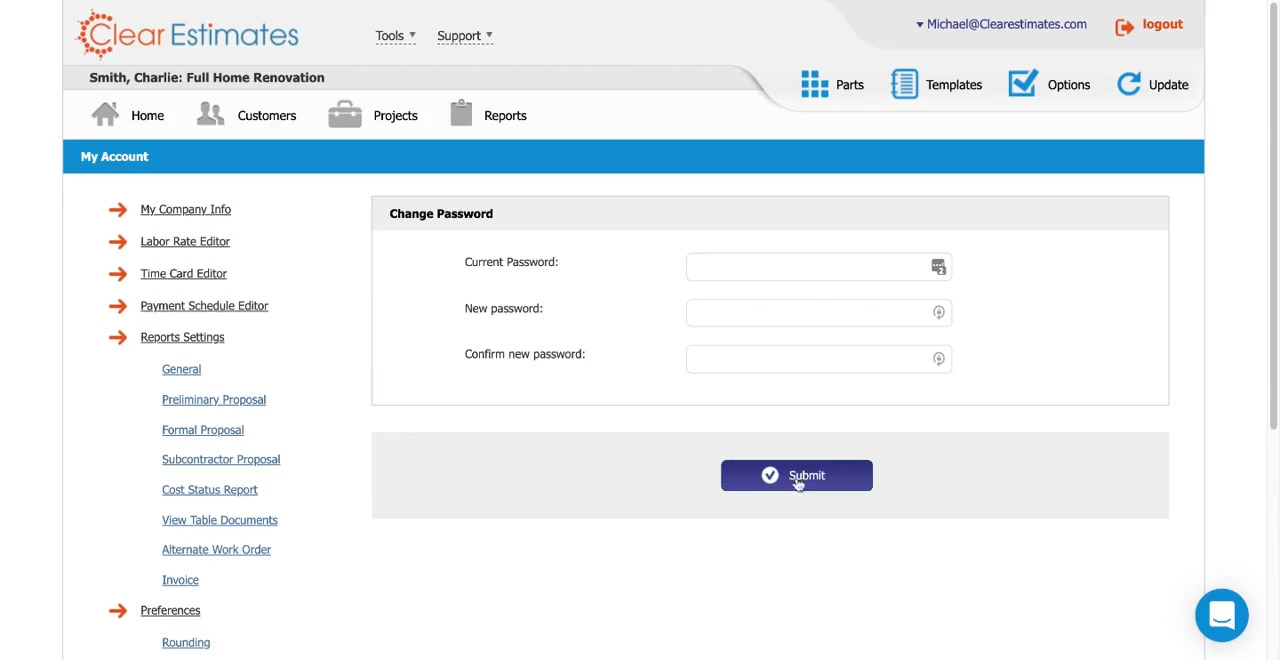 Clear Estimates
Tools Support
Michael@Clearestimates.com
logout
Smith, Charlie: Full Home Renovation
Parts
Templates
Options
Update
Home
Customers
Projects
Reports
My Account
My Company Info
Labor Rate Editor
Time Card Editor
Payment Schedule Editor
Reports Settings
General
Preliminary Proposal
Formal Proposal
Subcontractor Proposal
Cost Status Report
View Table Documents
Alternate Work Order
Invoice
Preferences
Rounding
Change Password
Current Password:
New password:
Confirm new password:
Submit